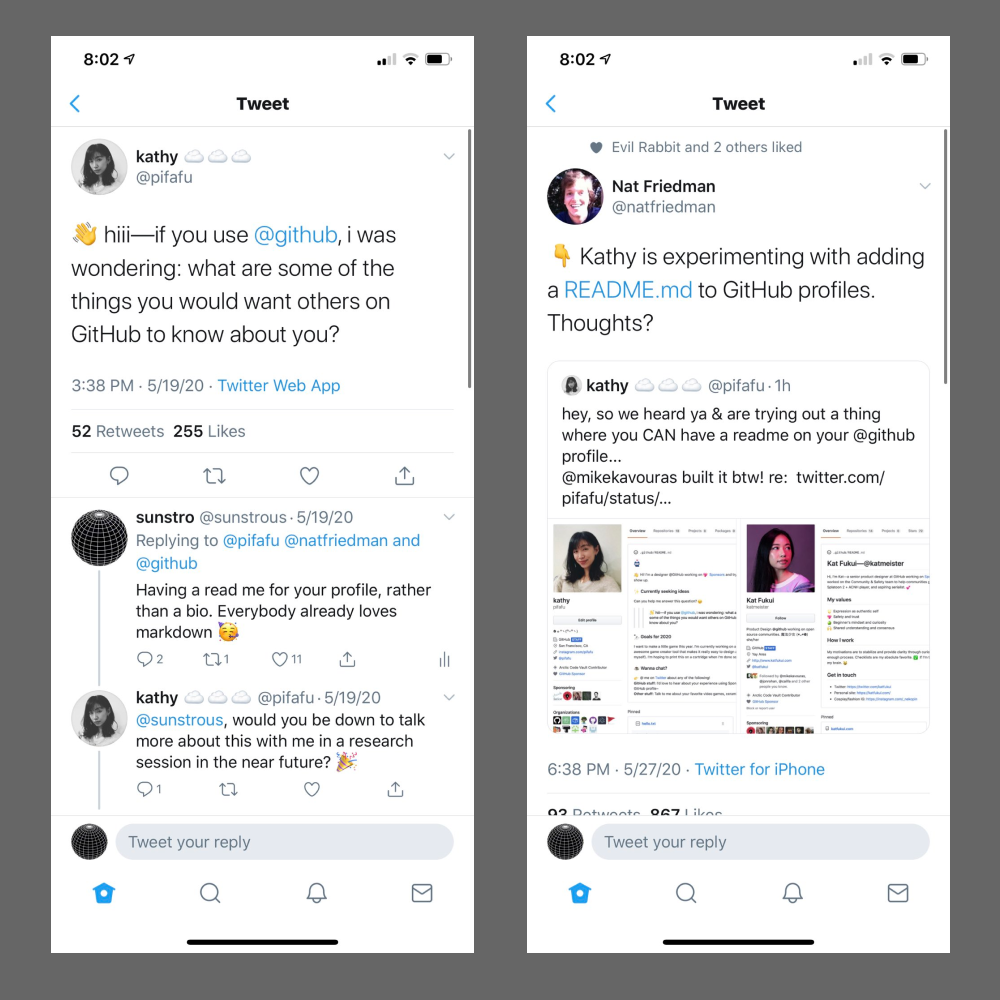 8:02
Tweet
kathy ☁️☁️☁️
@pifafu
👋 hiii—if you use @github, i was
wondering: what are some of the
things you would want others on
GitHub to know about you?
3:38 PM · 5/19/20 · Twitter Web App
52 Retweets 255 Likes
sunstro @sunstrous · 5/19/20
Replying to @pifafu @natfriedman and
@github
Having a read me for your profile, rather
than a bio. Everybody already loves
markdown 🥳
2 1 11
kathy ☁️☁️☁️ @pifafu · 5/19/20
@sunstrous, would you be down to talk
more about this with me in a research
session in the near future? 🎉
1
Tweet your reply
8:02
Tweet
Evil Rabbit and 2 others liked
Nat Friedman
@natfriedman
👇 Kathy is experimenting with adding
a README.md to GitHub profiles.
Thoughts?
kathy ☁️☁️☁️ @pifafu · 1h
hey, so we heard ya & are trying out a thing
where you CAN have a readme on your @github
profile...
@mikekavouras built it btw! re: twitter.com/
pifafu/status/...
kathy
pifafu
Edit profile
Sponsoring
Organizations
Overview
Currently seeking ideas
Goals for 2020
Wanna chat?
Pinned
Kat Fukui
katmeister
Follow
Sponsoring
Overview
Kat Fukui—@katmeister
My values
How I work
Get in touch
Pinned
6:38 PM · 5/27/20 · Twitter for iPhone
93 Retweets 867 Likes
Tweet your reply